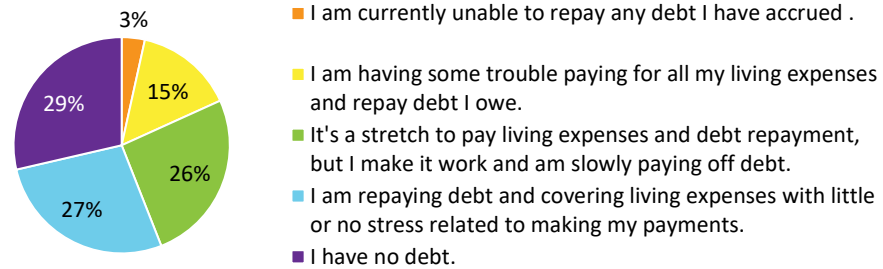 3%
15%
29%
26%
27%
I am currently unable to repay any debt I have accrued .
I am having some trouble paying for all my living expenses
and repay debt I owe.
It's a stretch to pay living expenses and debt repayment,
but I make it work and am slowly paying off debt.
I am repaying debt and covering living expenses with little
or no stress related to making my payments.
I have no debt.